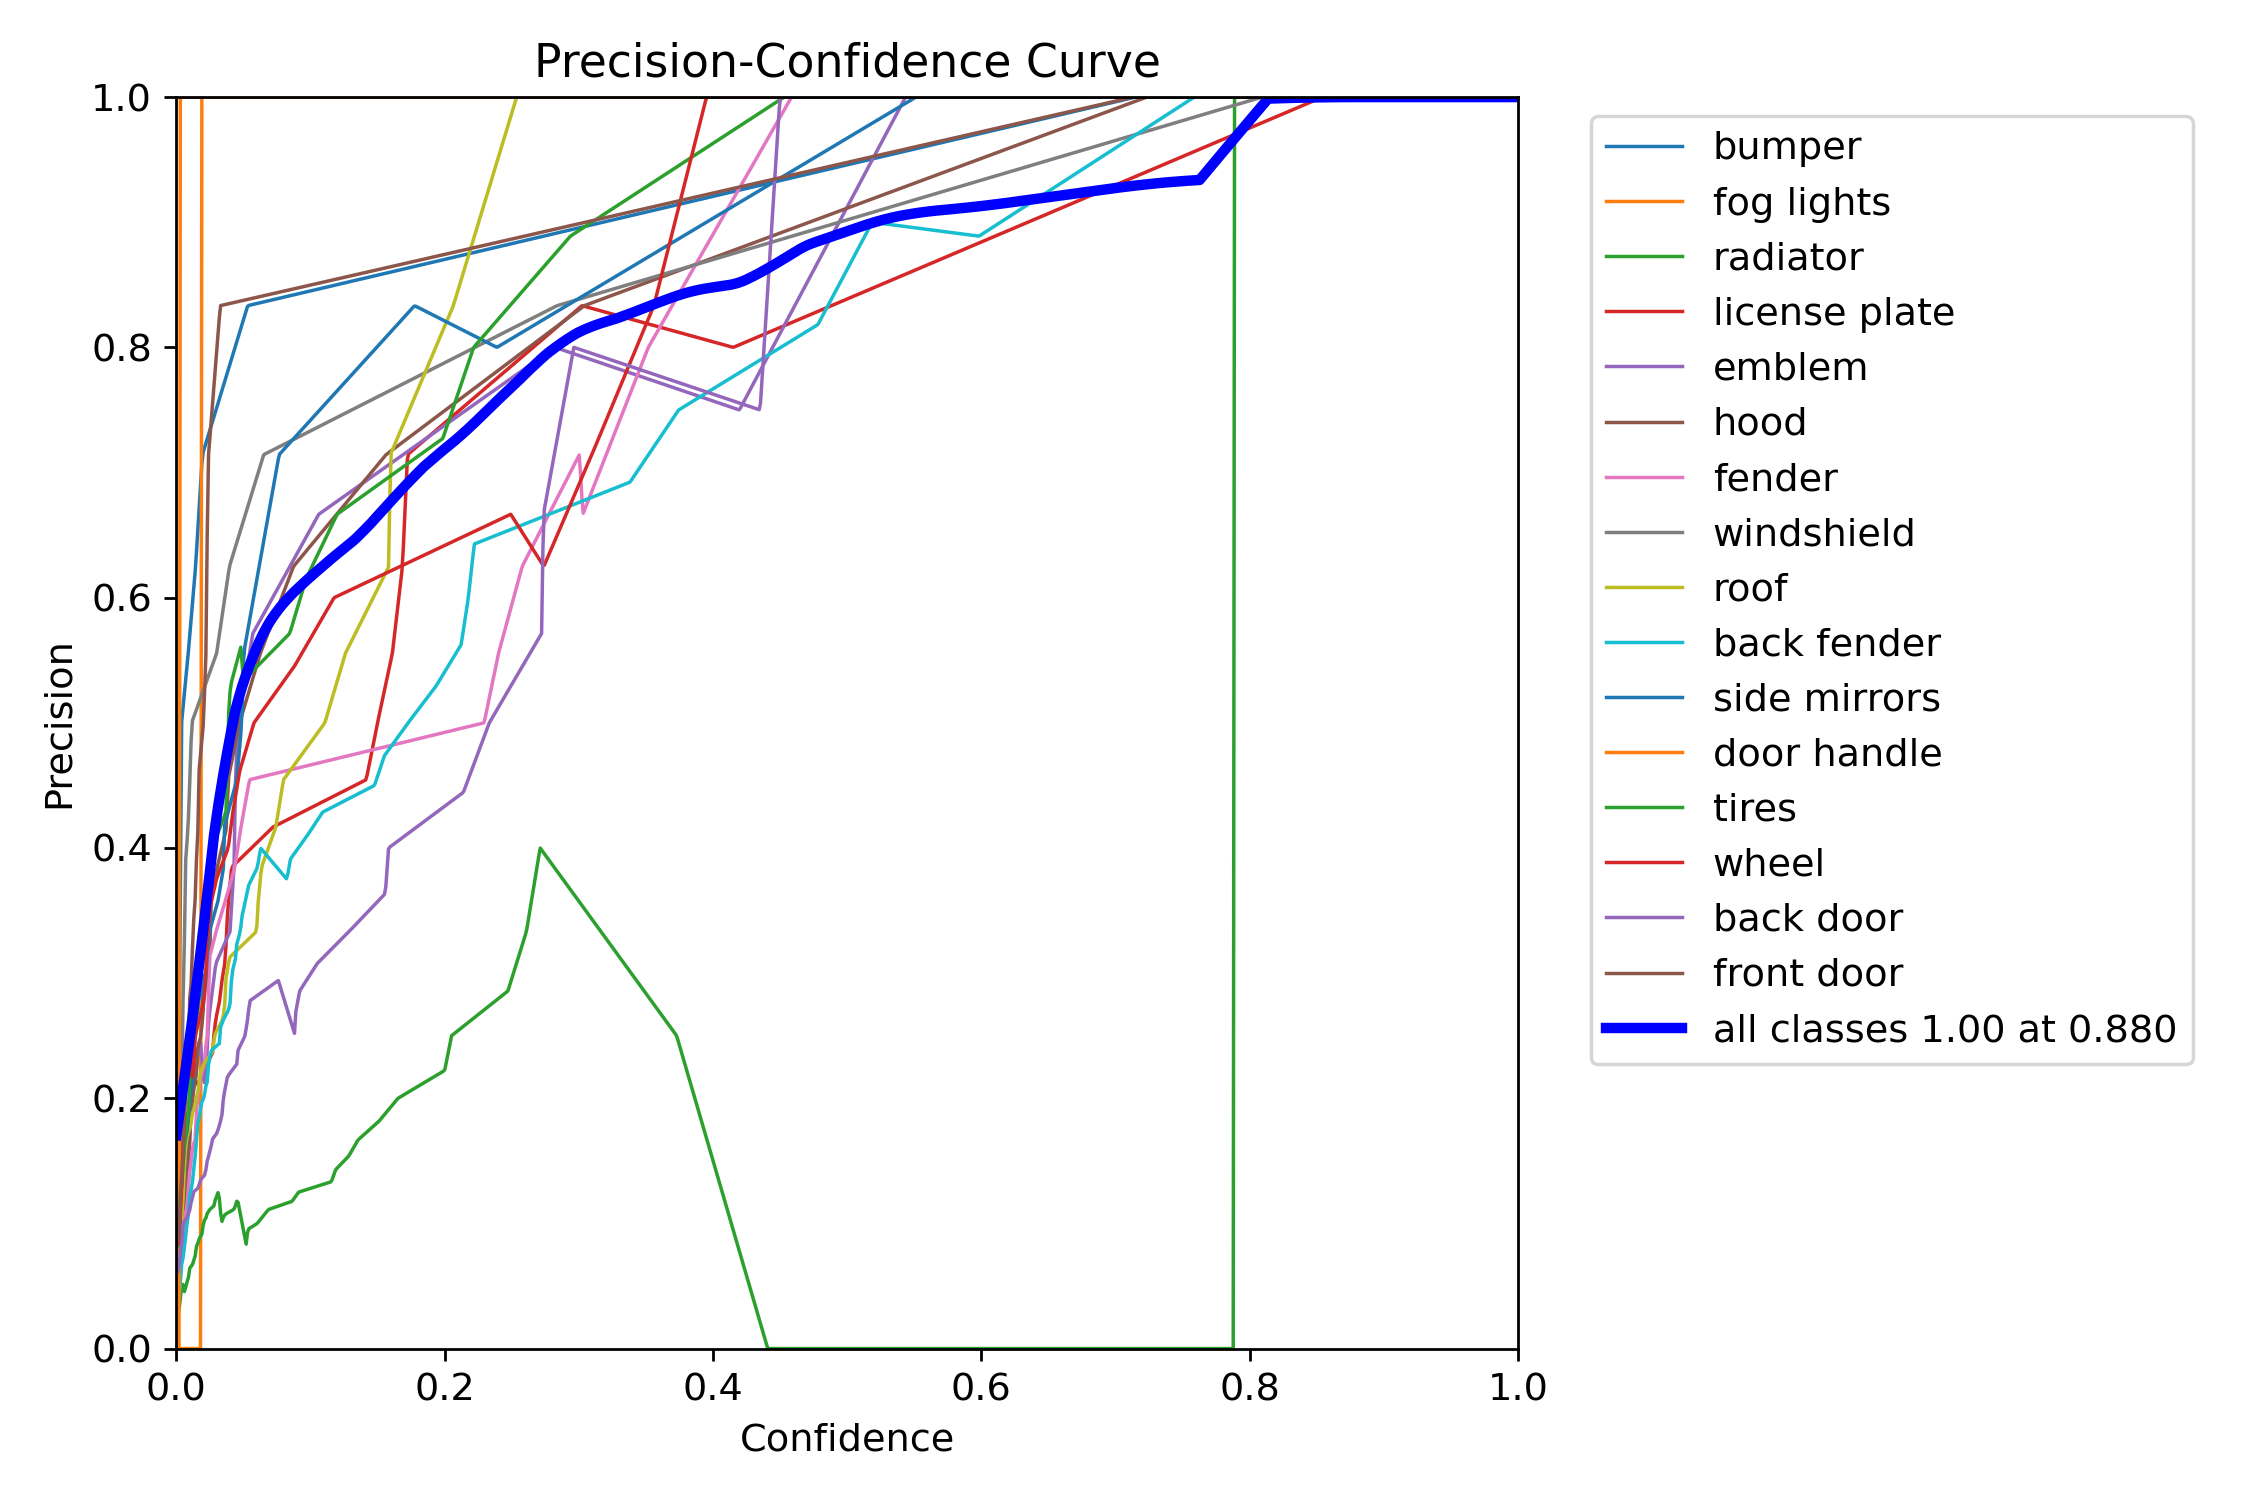 Precision-Confidence Curve
1.0
0.8
0.6
0.4
0.2
0.0
Precision
0.0 0.2 0.4 0.6 0.8 1.0
Confidence
bumper
fog lights
radiator
license plate
emblem
hood
fender
windshield
roof
back fender
side mirrors
door handle
tires
wheel
back door
front door
all classes 1.00 at 0.880